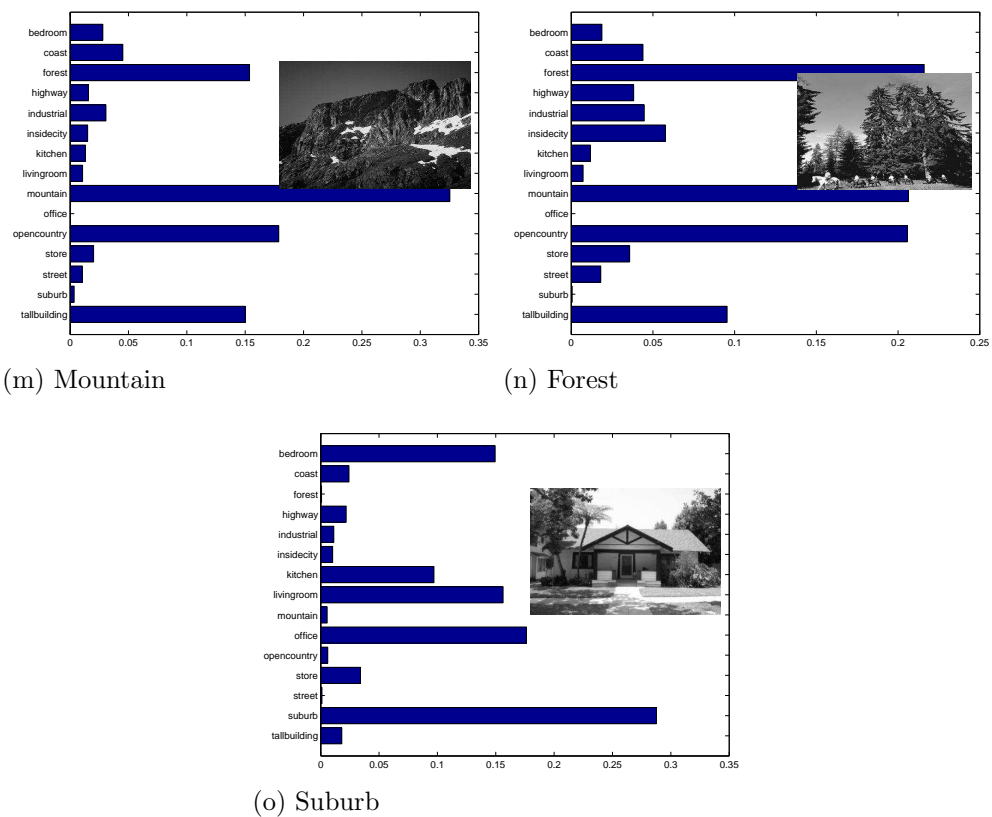 bedroom
coast
forest
highway
industrial
insidecity
kitchen
livingroom
mountain
office
opencountry
store
street
suburb
tallbuilding
0 0.05 0.1 0.15 0.2 0.25 0.3 0.35
(m) Mountain
bedroom
coast
forest
highway
industrial
insidecity
kitchen
livingroom
mountain
office
opencountry
store
street
suburb
tallbuilding
0 0.05 0.1 0.15 0.2 0.25
(n) Forest
bedroom
coast
forest
highway
industrial
insidecity
kitchen
livingroom
mountain
office
opencountry
store
street
suburb
tallbuilding
0 0.05 0.1 0.15 0.2 0.25 0.3 0.35
(o) Suburb